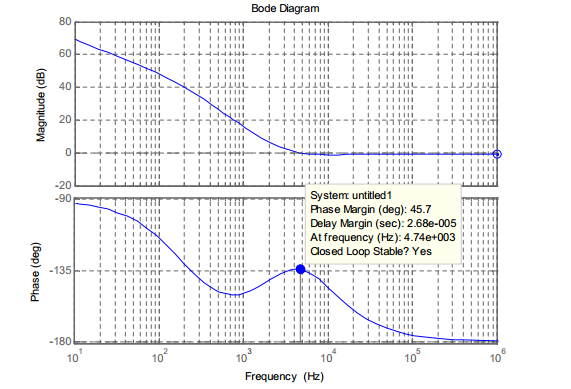 Bode Diagram
Magnitude (dB)
80
60
40
20
0
-20
System: untitled1
Phase Margin (deg): 45.7
Delay Margin (sec): 2.68e-005
At frequency (Hz): 4.74e+003
Closed Loop Stable? Yes
Phase (deg)
-90
-135
-180
10^1 10^2 10^3 10^4 10^5 10^6
Frequency (Hz)